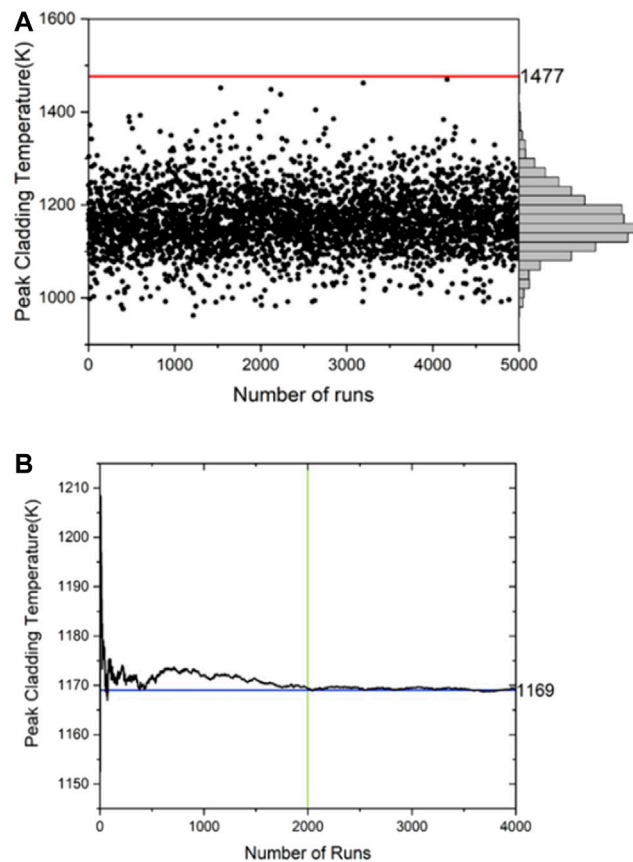 A
Peak Cladding Temperature(K)
1600
1400
1200
1000
1477
0 1000 2000 3000 4000 5000
Number of runs
B
Peak Cladding Temperature(K)
1210
1200
1190
1180
1170
1160
1150
1169
0 1000 2000 3000 4000
Number of Runs